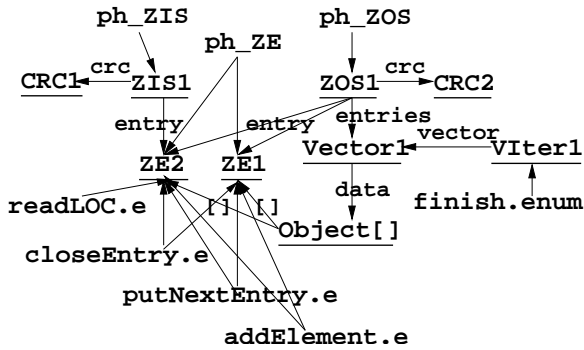 ph_ZIS
ph_ZOS
ph_ZE
CRC1 crc ZIS1 ZOS1 crc CRC2
entry entry entries
Vector1 vector VIter1
ZE2 ZE1
data
readLOC.e [] [] finish.enum
Object[]
closeEntry.e
putNextEntry.e
addElement.e